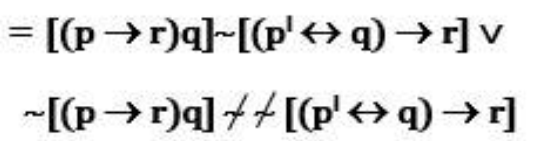 = [(p → r)q]~[(pˡ ↔ q) → r] ∨
~[(p → r)q] ⌿⌿ [(pˡ ↔ q) → r]